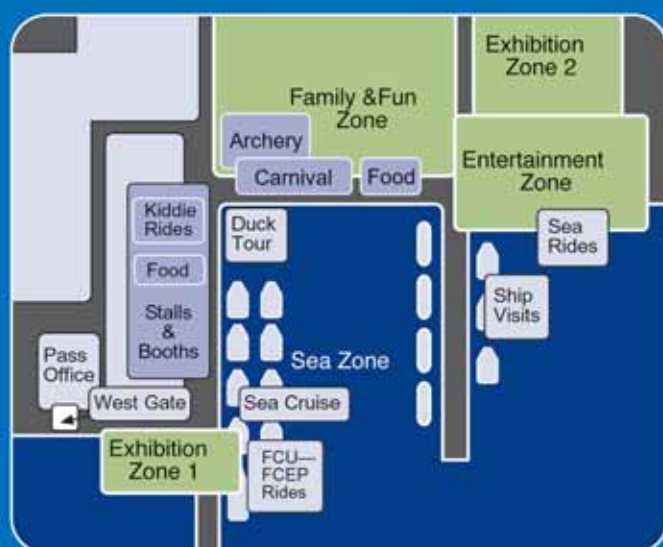 Exhibition
Zone 2
Family &Fun
Zone
Archery
Carnival
Food
Entertainment
Zone
Kiddie
Rides
Food
Stalls
&
Booths
Duck
Tour
Sea
Rides
Ship
Visits
Pass
Office
West Gate
Sea Zone
Sea Cruise
Exhibition
Zone 1
FCU—
FCEP
Rides